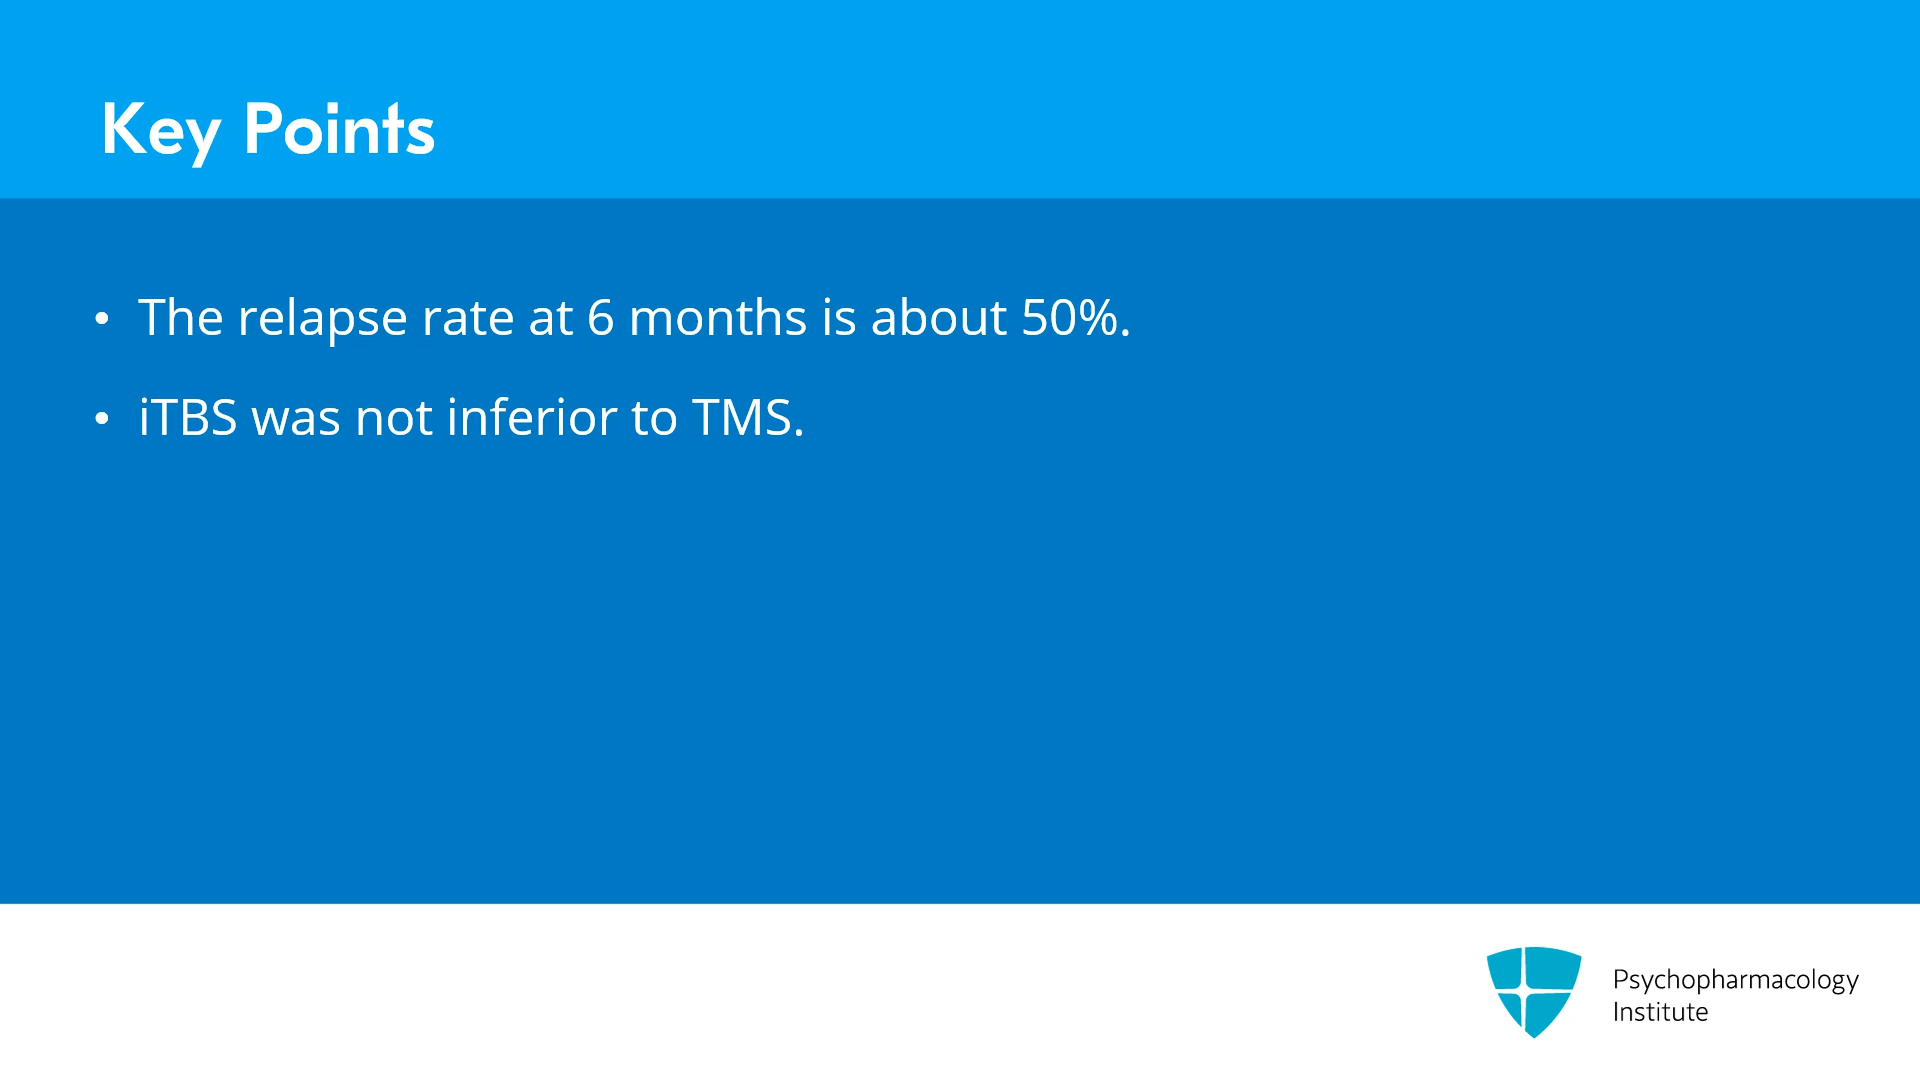 Key Points
• The relapse rate at 6 months is about 50%.
• iTBS was not inferior to TMS.
Psychopharmacology
Institute